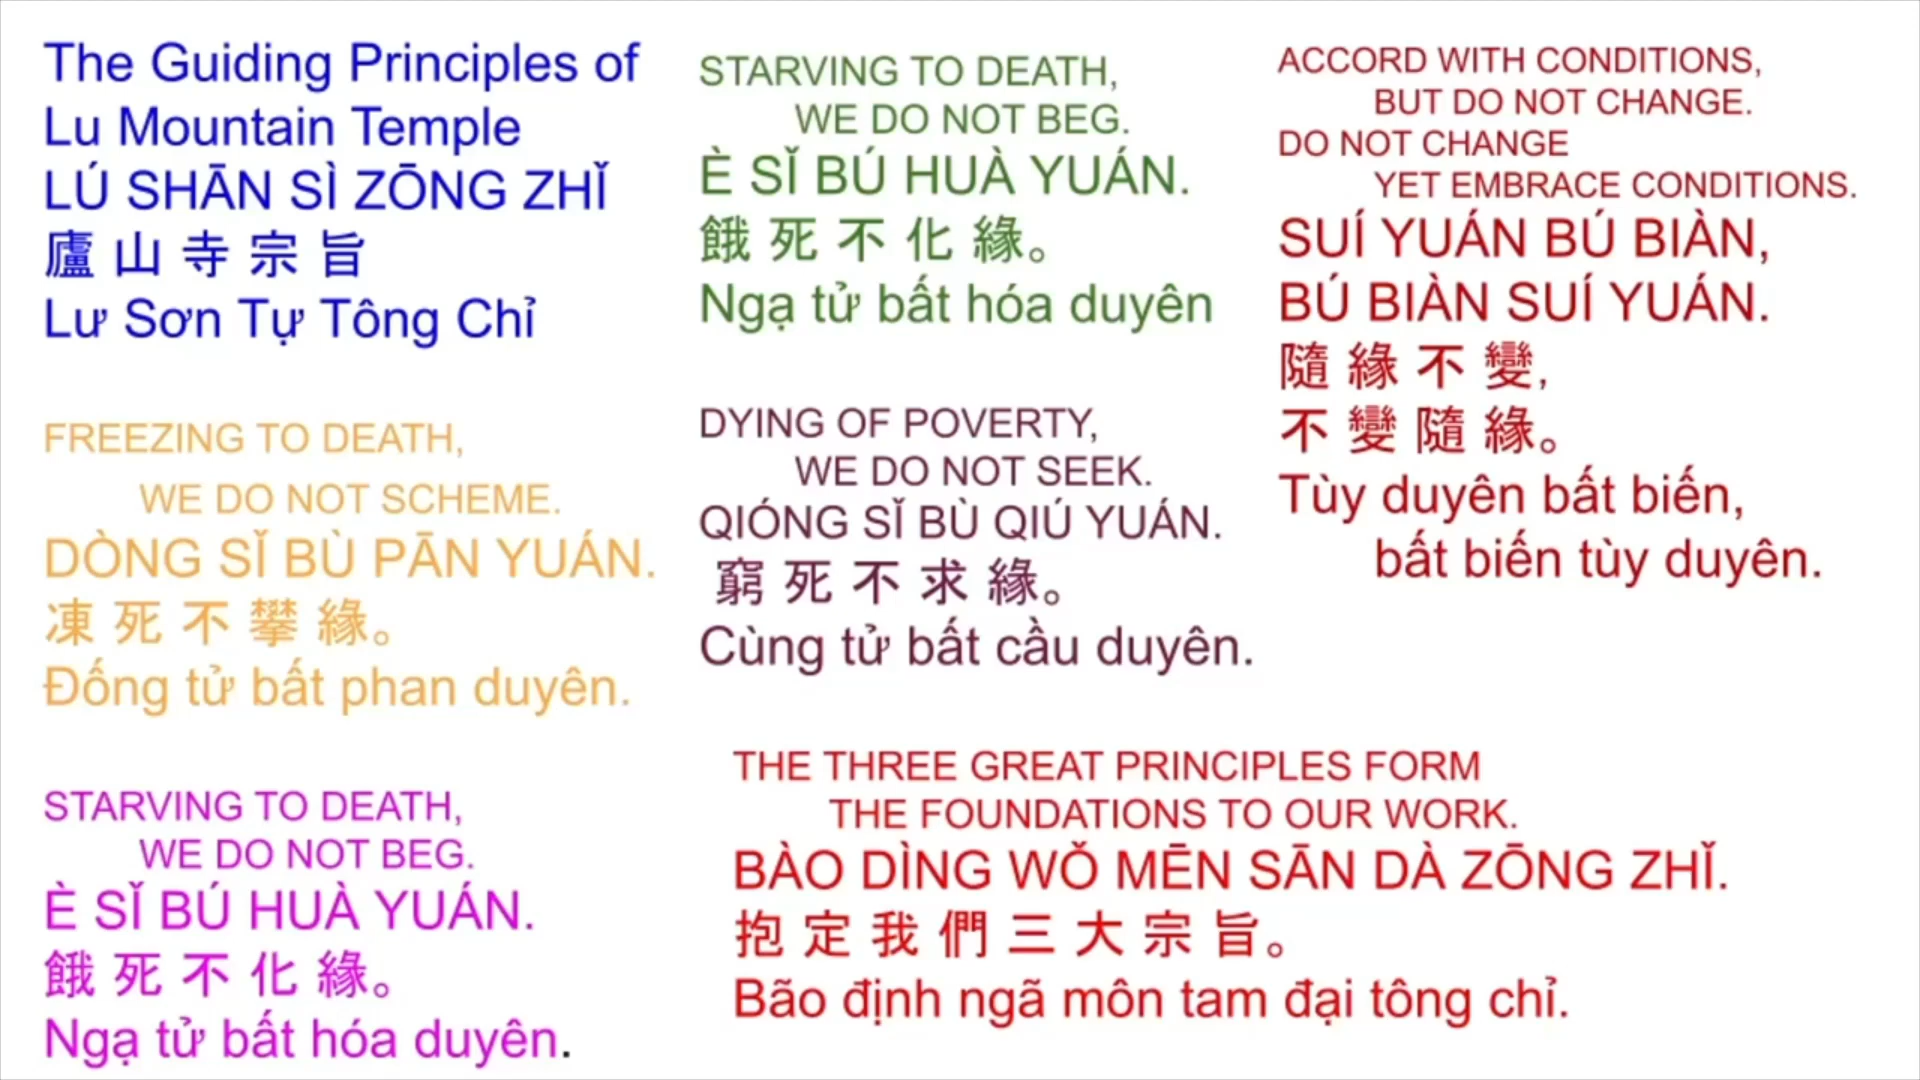 The Guiding Principles of
Lu Mountain Temple
LÚ SHĀN SÌ ZŌNG ZHǏ
廬 山 寺 宗 旨
Lư Sơn Tự Tông Chỉ
FREEZING TO DEATH,
WE DO NOT SCHEME.
DÒNG SǏ BÙ PĀN YUÁN.
凍 死 不 攀 緣。
Đống tử bất phan duyên.
STARVING TO DEATH,
WE DO NOT BEG.
È SǏ BÚ HUÀ YUÁN.
餓 死 不 化 緣。
Ngạ tử bất hóa duyên.
STARVING TO DEATH,
WE DO NOT BEG.
È SǏ BÚ HUÀ YUÁN.
餓 死 不 化 緣。
Ngạ tử bất hóa duyên
DYING OF POVERTY,
WE DO NOT SEEK.
QIÓNG SǏ BÙ QIÚ YUÁN.
窮 死 不 求 緣。
Cùng tử bất cầu duyên.
ACCORD WITH CONDITIONS,
BUT DO NOT CHANGE.
DO NOT CHANGE
YET EMBRACE CONDITIONS.
SUÍ YUÁN BÚ BIÀN,
BÚ BIÀN SUÍ YUÁN.
隨 緣 不 變,
不 變 隨 緣。
Tùy duyên bất biến,
bất biến tùy duyên.
THE THREE GREAT PRINCIPLES FORM
THE FOUNDATIONS TO OUR WORK.
BÀO DÌNG WǑ MĒN SĀN DÀ ZŌNG ZHǏ.
抱 定 我 們 三 大 宗 旨。
Bão định ngã môn tam đại tông chỉ.